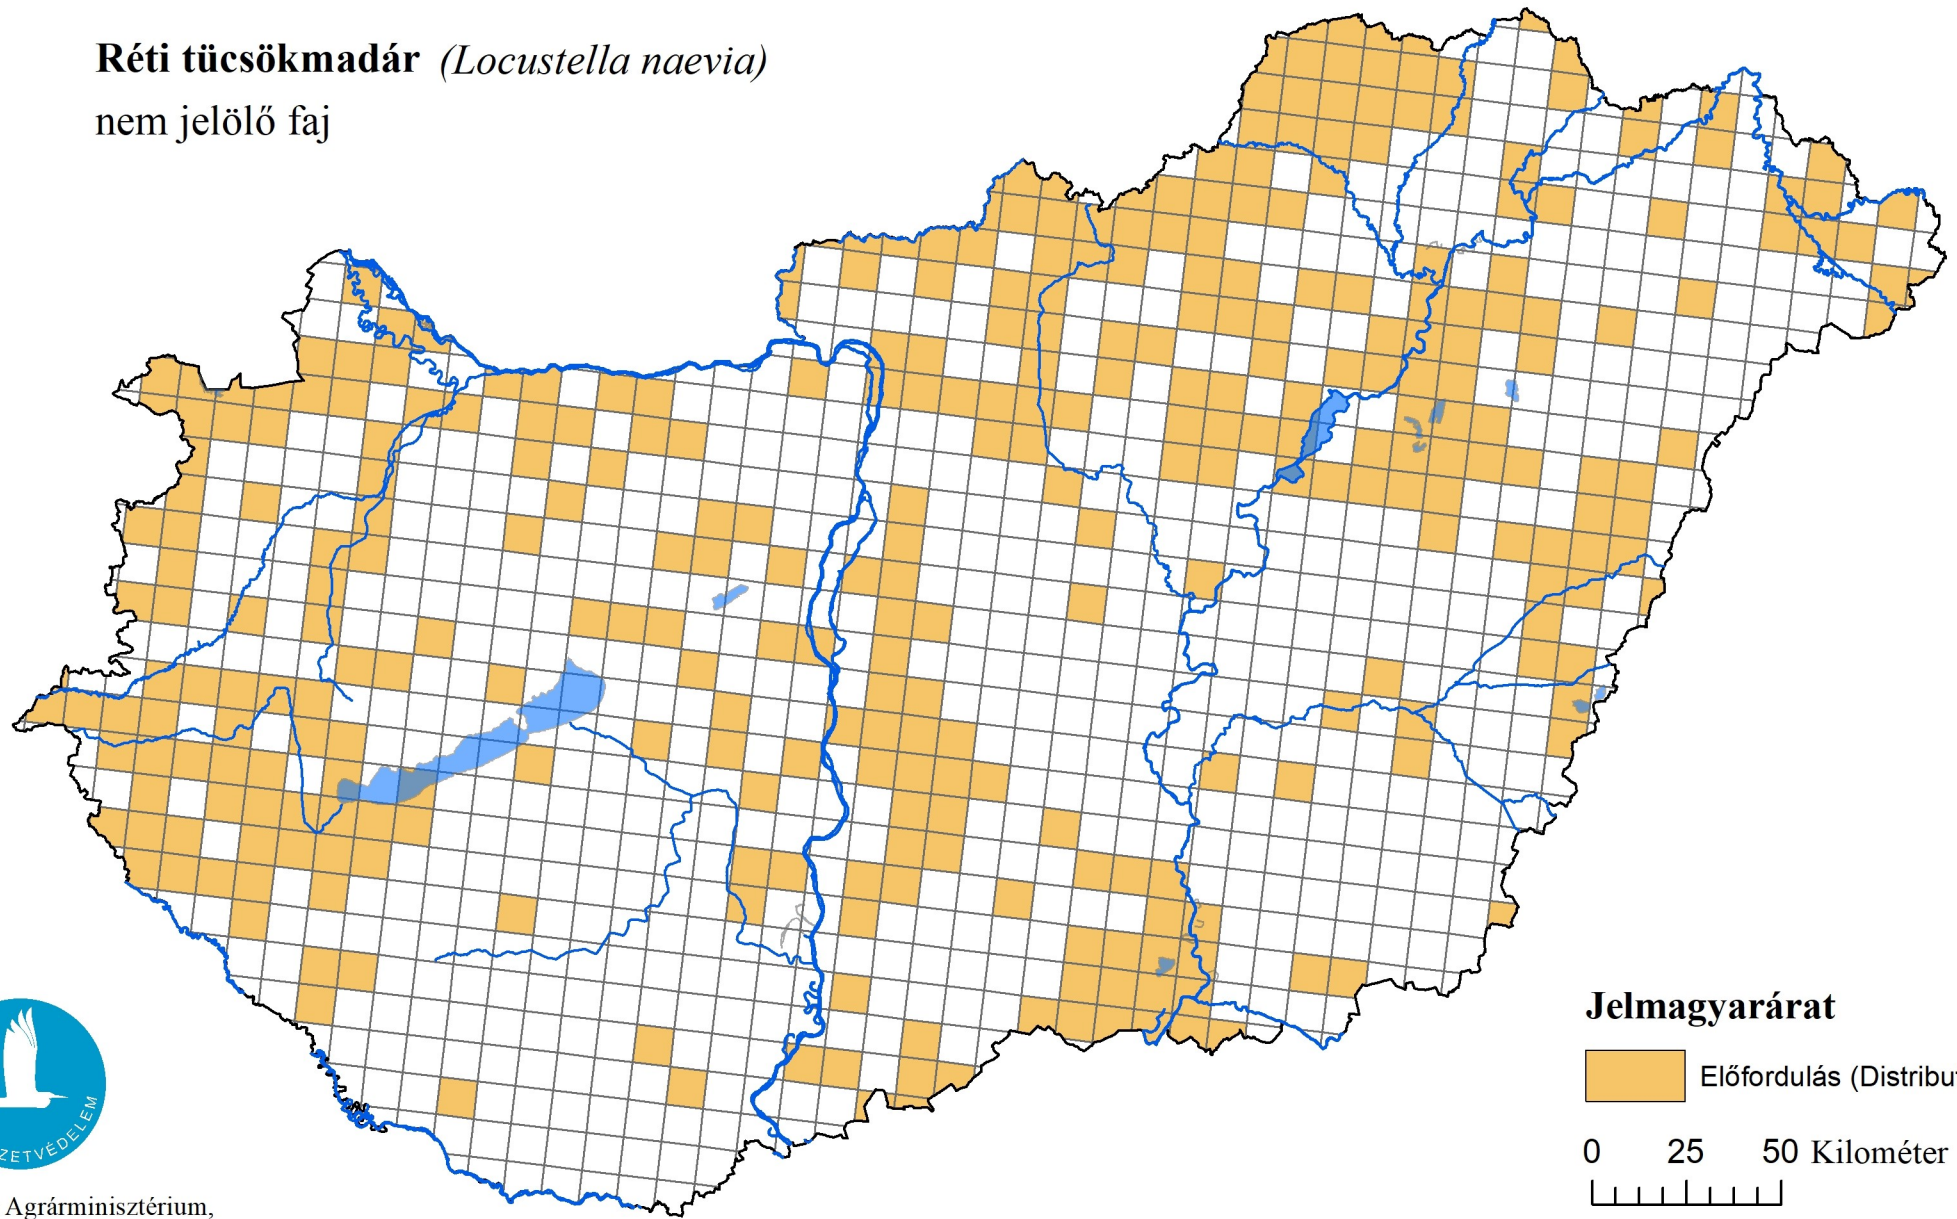 Réti tücsökmadár (Locustella naevia)
nem jelölő faj
Jelmagyarárat
Előfordulás (Distribu
0 25 50 Kilométer
ZETVÉDELEM
Agrárminisztérium,